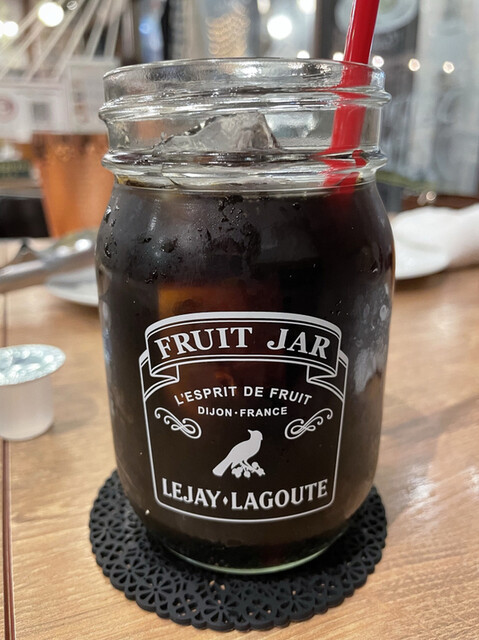 FRUIT JAR
L'ESPRIT DE FRUIT
DIJON·FRANCE
LEJAY·LAGOUTE